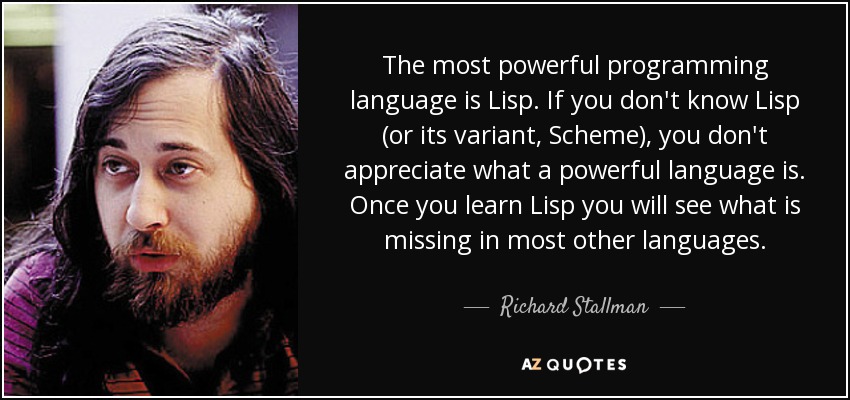 The most powerful programming
language is Lisp. If you don't know Lisp
(or its variant, Scheme), you don't
appreciate what a powerful language is.
Once you learn Lisp you will see what is
missing in most other languages.
Richard Stallman
AZ QUOTES